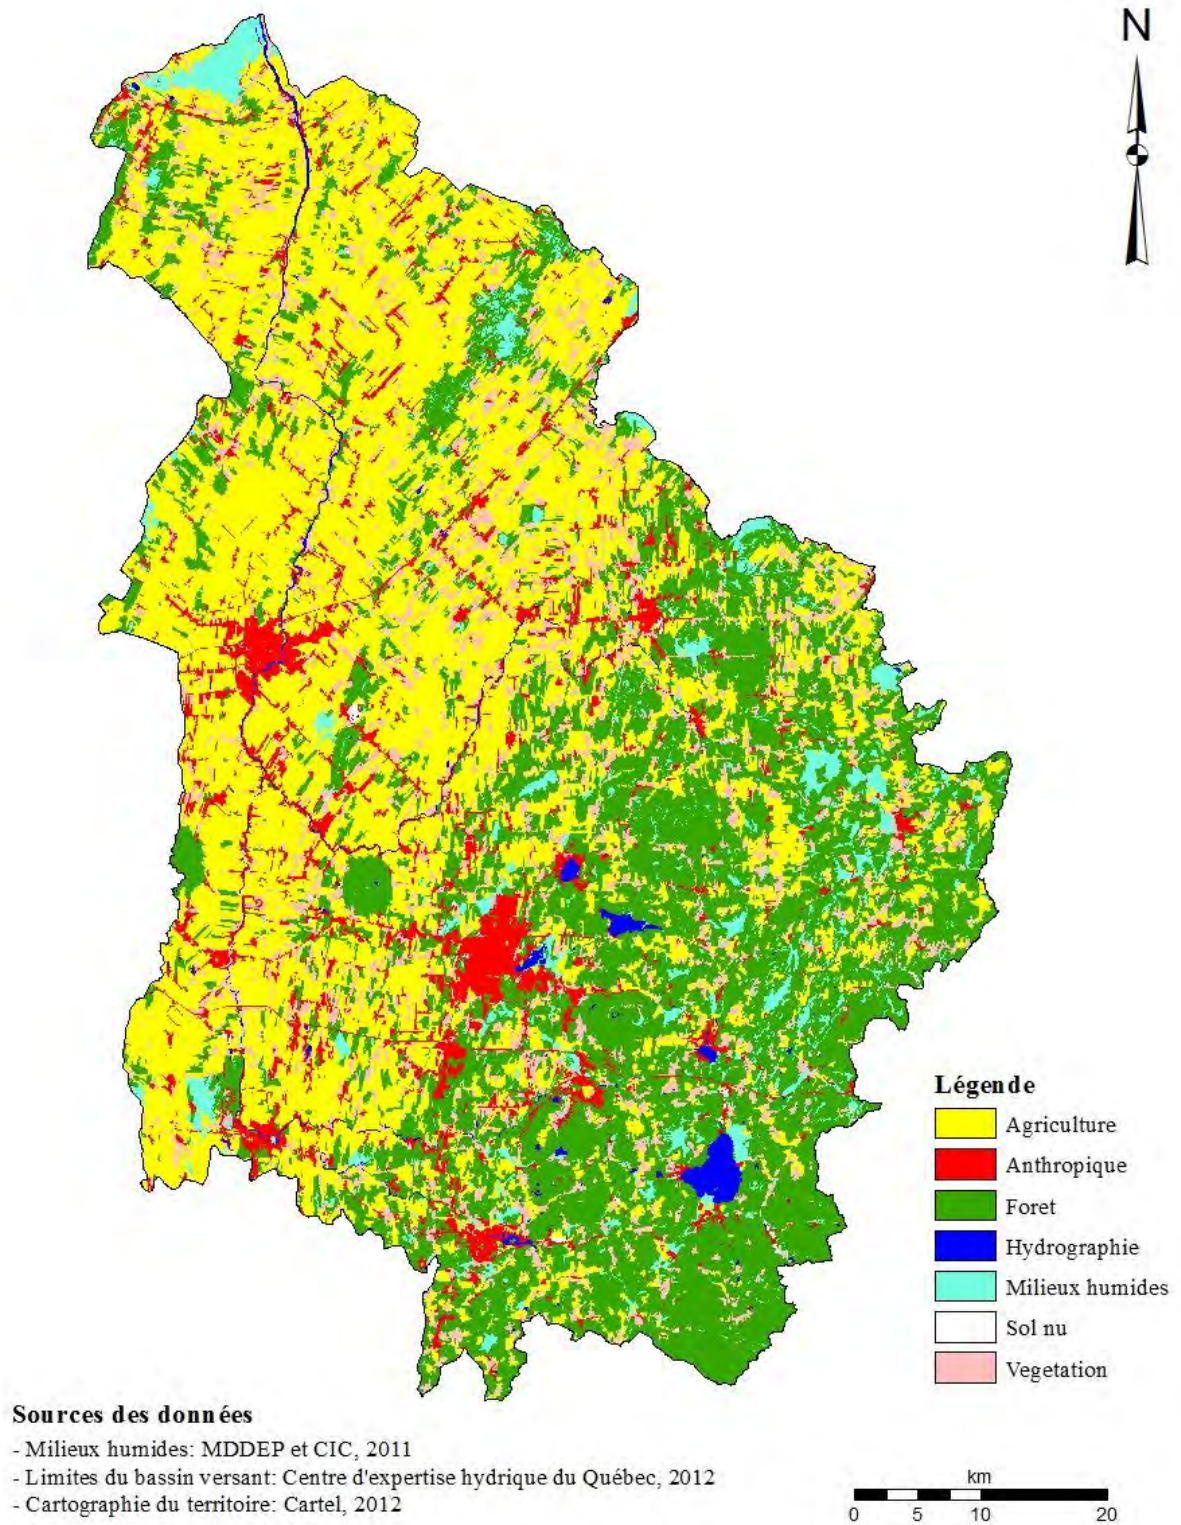 N
Légende
Agriculture
Anthropique
Foret
Hydrographie
Milieux humides
Sol nu
Vegetation
Sources des données
- Milieux humides: MDDEP et CIC, 2011
- Limites du bassin versant: Centre d'expertise hydrique du Québec, 2012
- Cartographie du territoire: Cartel, 2012
km
0 5 10 20